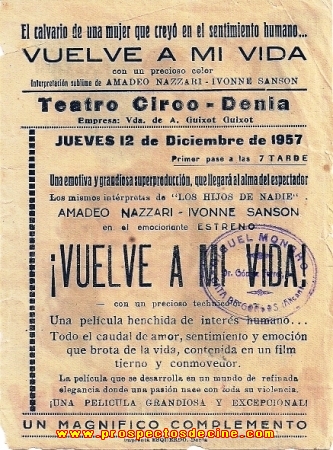 El calvario de una mujer que creyó en el sentimiento humano...
VUELVE A MI VIDA
con un precioso color
Interpretación sublime de AMADEO NAZZARI - IVONNE SANSON
Teatro Circo - Denia
Empresa: Vda. de A. Guixot Guixot
JUEVES 12 de Diciembre de 1957
Primer pase a las 7 TARDE
Una emotiva y grandiosa superproducción, que llegará al alma del espectador
Los mismos intérpretes de "LOS HIJOS DE NADIE"
AMADEO NAZZARI - IVONNE SANSON
en el emocionante ESTRENO
¡VUELVE A MI VIDA!
con un precioso technicolor
Una película henchida de interés humano...
Todo el caudal de amor, sentimiento y emoción
que brota de la vida, contenida en un film
tierno y conmovedor.
La película que se desarrolla en un mundo de refinada
elegancia donde una pasión nace con toda su violencia.
¡UNA PELICULA GRANDIOSA Y EXCEPCIONAL!
UN MAGNIFICO COMPLEMENTO
www.prospectosdecine.com
Imprenta BEQUERDO. Denia